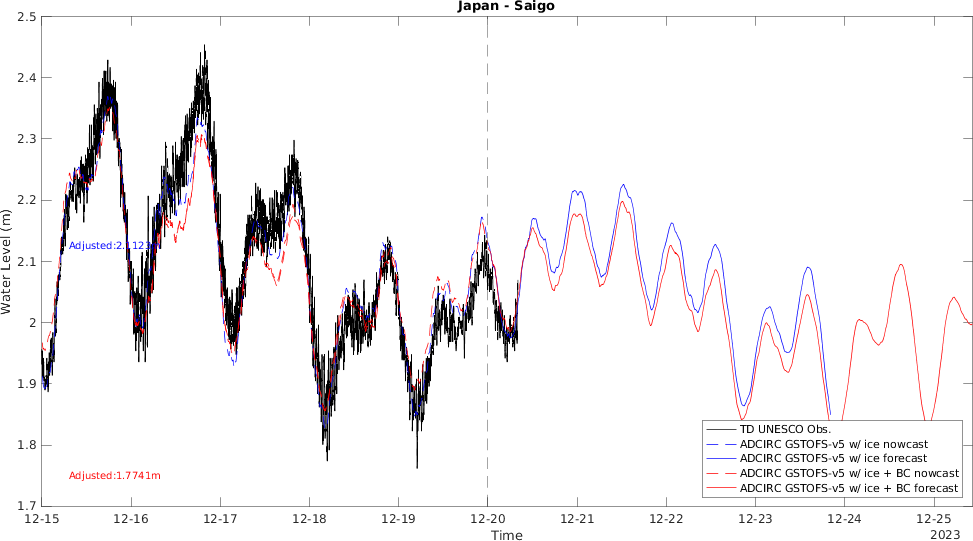 Japan - Saigo
2.5
2.4
2.3
2.2
2.1
2
1.9
1.8
1.7
Water Level (m)
Adjusted:2.1123m
Adjusted:1.7741m
TD UNESCO Obs.
ADCIRC GSTOFS-v5 w/ ice nowcast
ADCIRC GSTOFS-v5 w/ ice forecast
ADCIRC GSTOFS-v5 w/ ice + BC nowcast
ADCIRC GSTOFS-v5 w/ ice + BC forecast
12-15 12-16 12-17 12-18 12-19 12-20 12-21 12-22 12-23 12-24 12-25
Time
2023